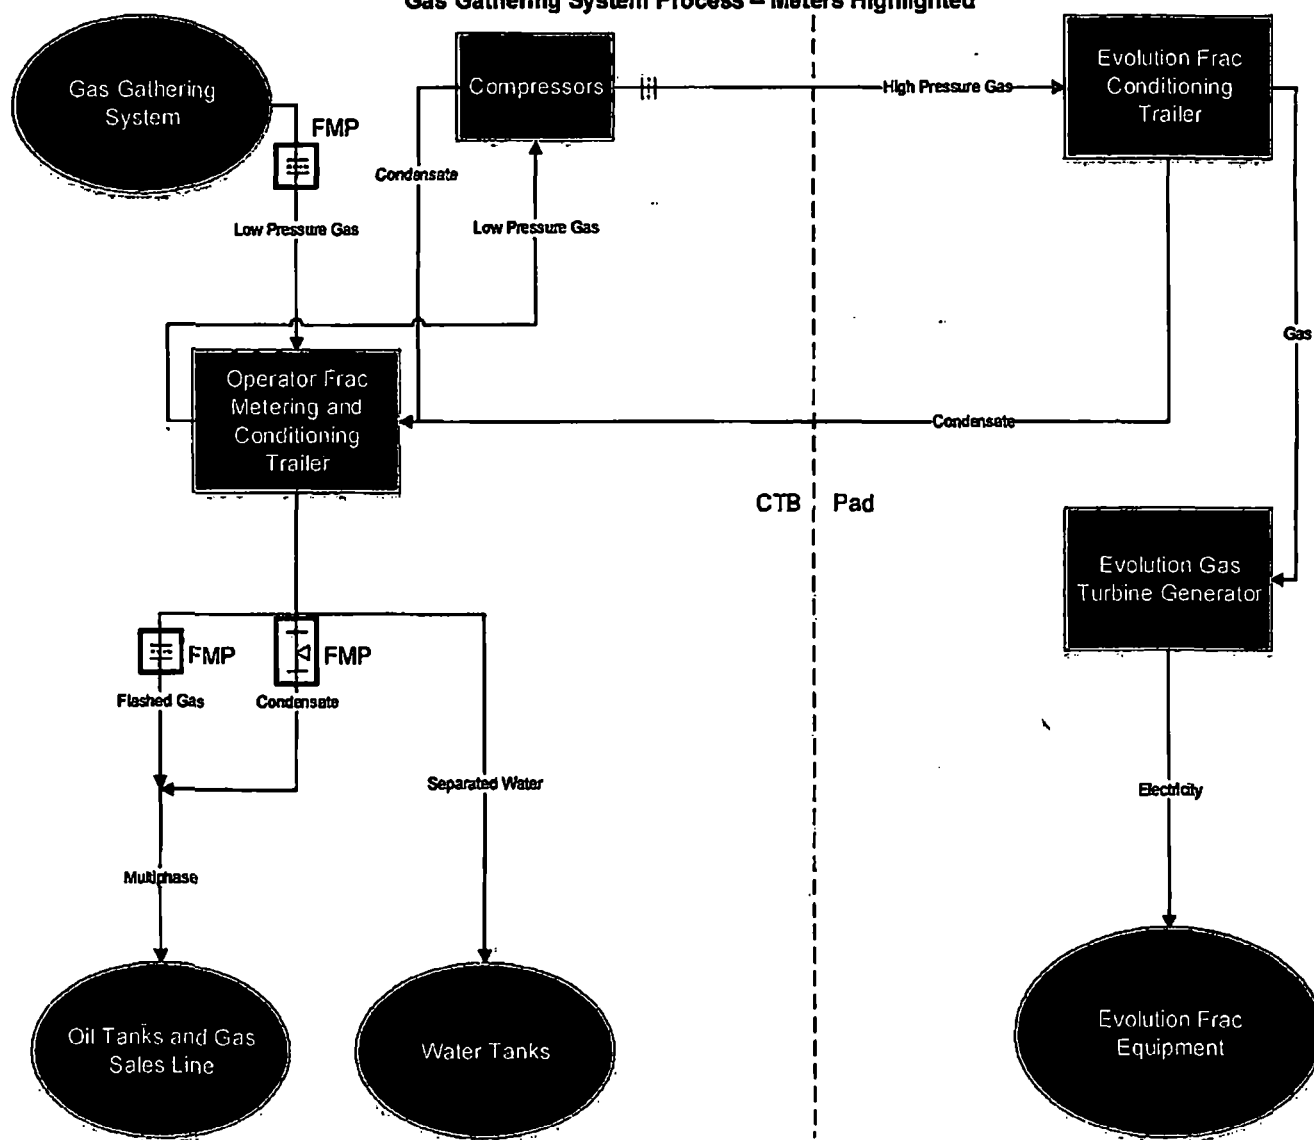 Gas Gathering System Process – Meters Highlighted
Gas Gathering
System
FMP
Low Pressure Gas
Compressors
Condensate
Low Pressure Gas
High Pressure Gas
Evolution Frac
Conditioning
Trailer
Gas
Operator Frac
Metering and
Conditioning
Trailer
Condensate
CTB
Pad
Evolution Gas
Turbine Generator
FMP
FMP
Flashed Gas
Condensate
Separated Water
Electricity
Multiphase
Oil Tanks and Gas
Sales Line
Water Tanks
Evolution Frac
Equipment